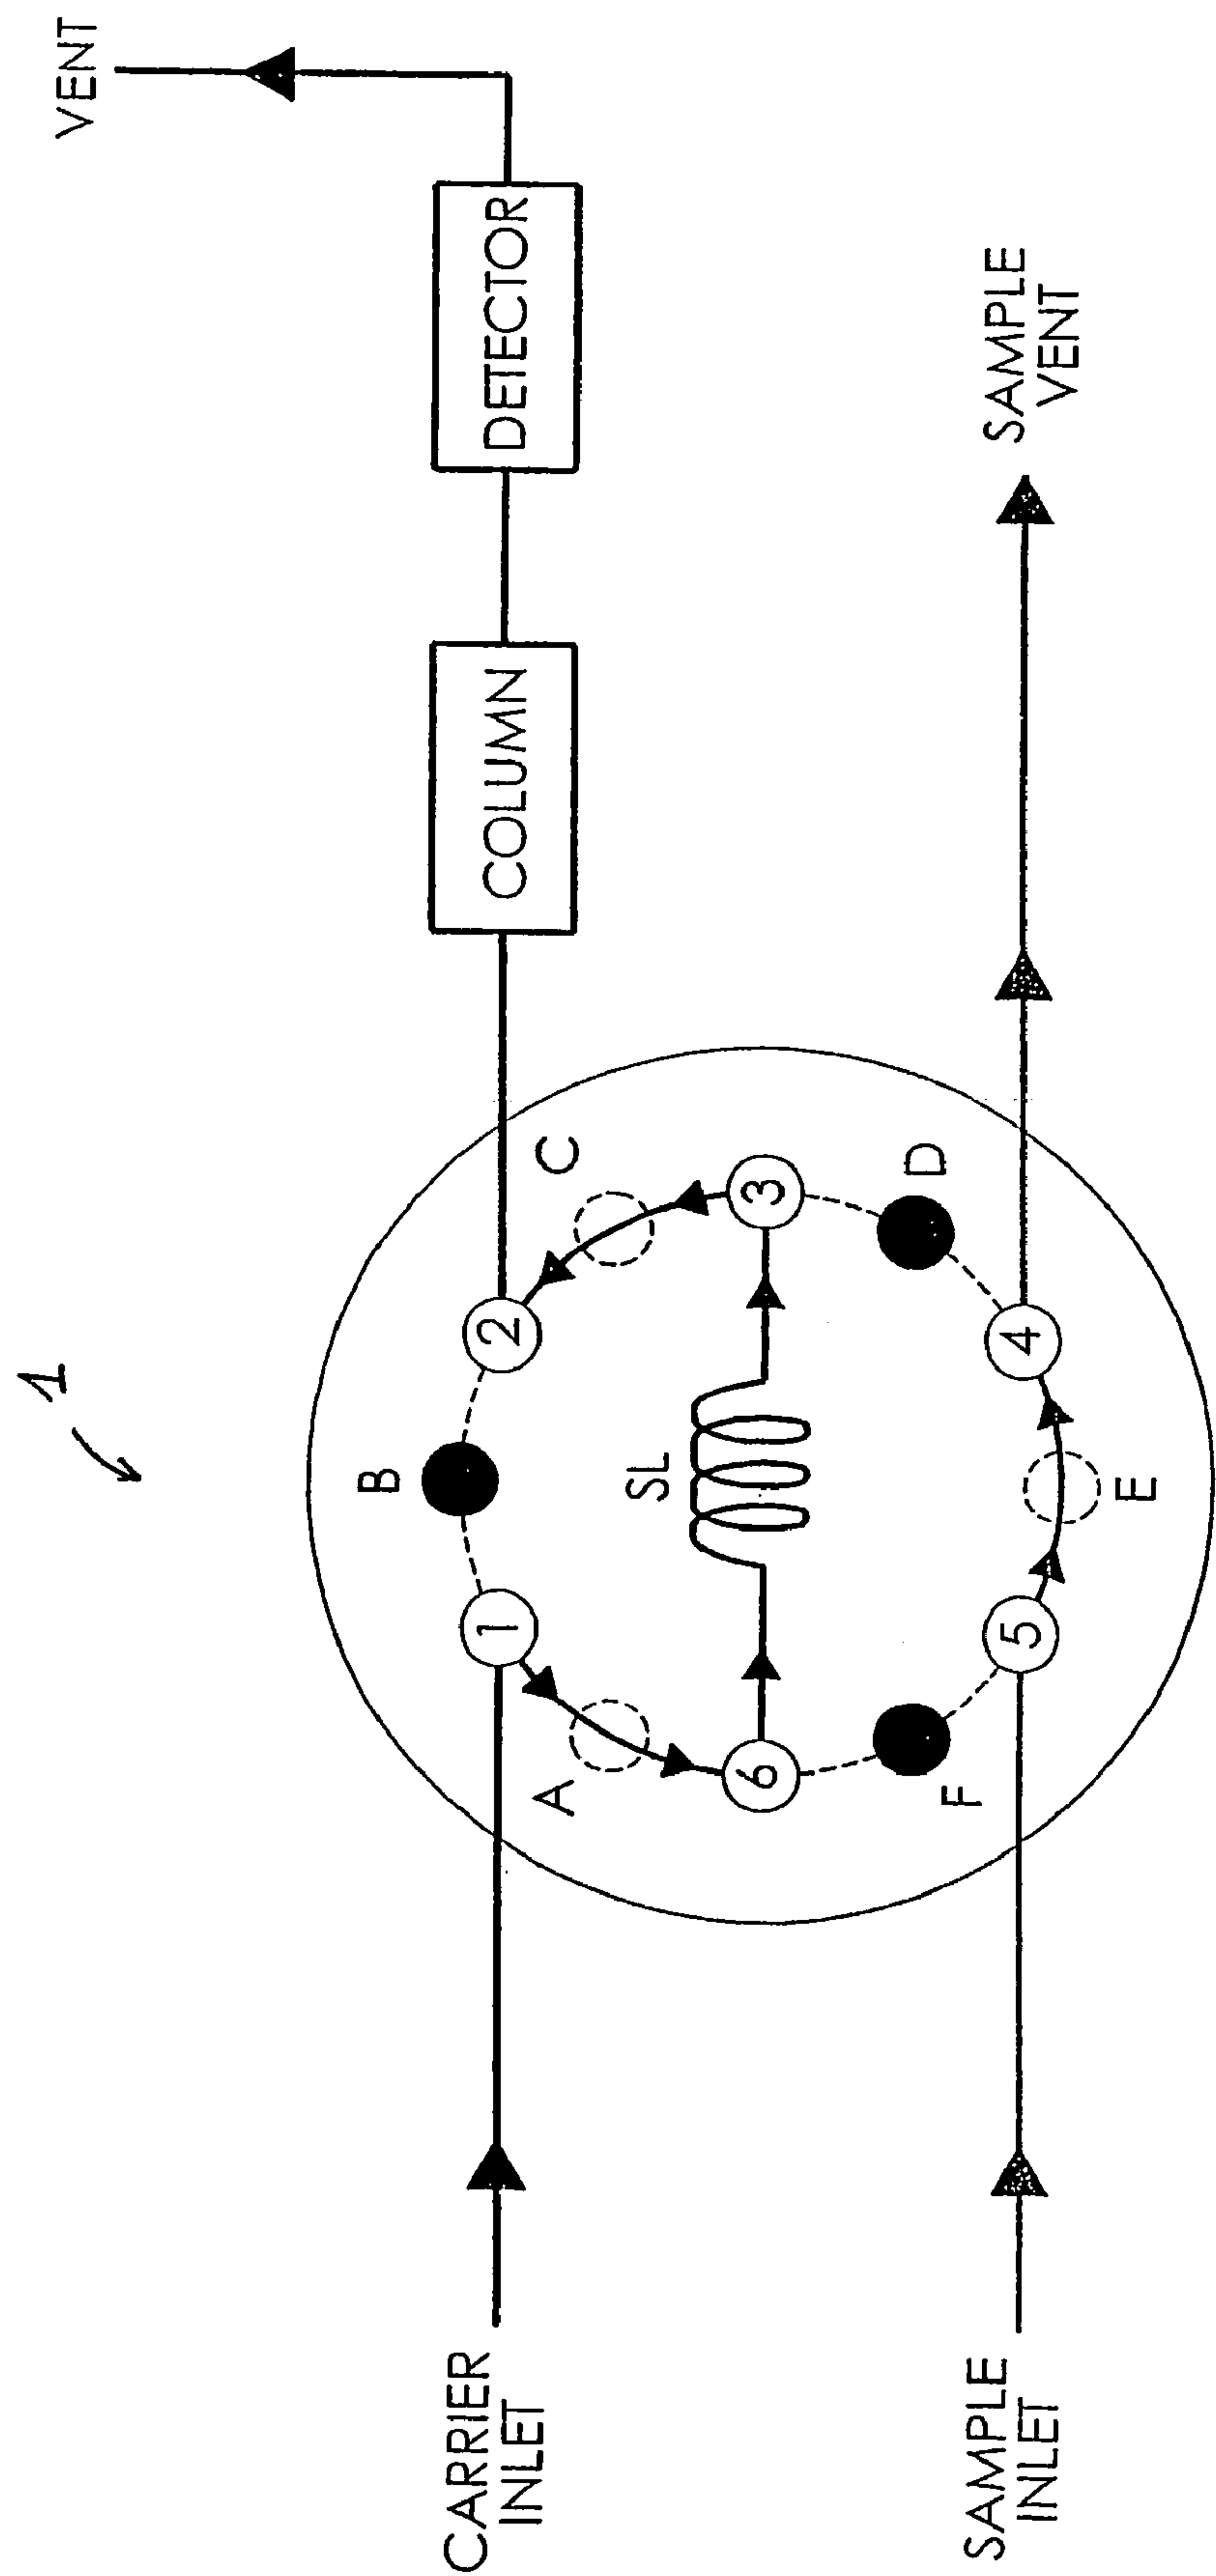 1
VENT
DETECTOR
COLUMN
CARRIER
INLET
1
B
2
C
A
SL
6
3
F
D
5
E
4
SAMPLE
INLET
SAMPLE
VENT